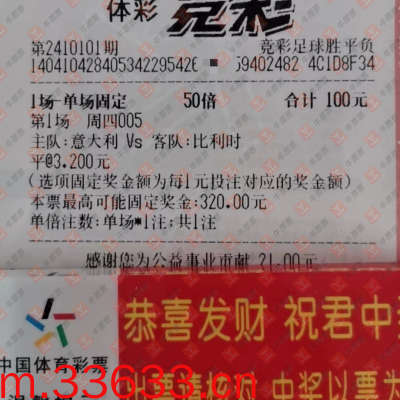 体彩 竞彩
第2410101期 竞彩足球胜平负
140410428405342295426 59402482 4C1D8F34
1场-单场固定 50倍 合计 100元
第1场 周四005
主队:意大利 Vs 客队:比利时
平@3.200元
(选项固定奖金额为每1元投注对应的奖金额)
本票最高可能固定奖金:320.00元
单倍注数:单场*1注;共1注
感谢您为公益事业贡献 21.00元
恭喜发财 祝君中
中国体育彩票
m.33633.cn
中奖以票为